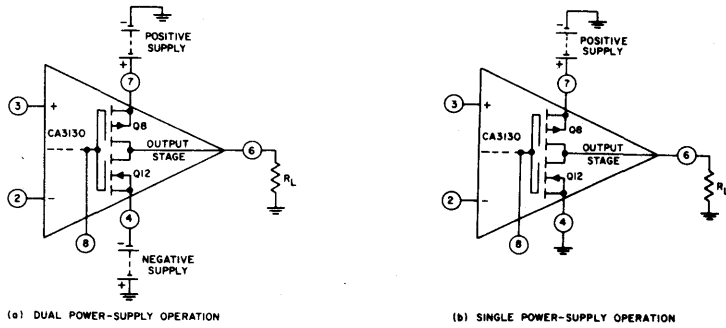 POSITIVE
SUPPLY
7
3
+
CA3130
Q8
OUTPUT
STAGE
6
Q12
RL
2
-
4
8
NEGATIVE
SUPPLY
(a) DUAL POWER-SUPPLY OPERATION
POSITIVE
SUPPLY
7
3
+
CA3130
Q8
OUTPUT
STAGE
6
Q12
RL
2
-
4
8
(b) SINGLE POWER-SUPPLY OPERATION